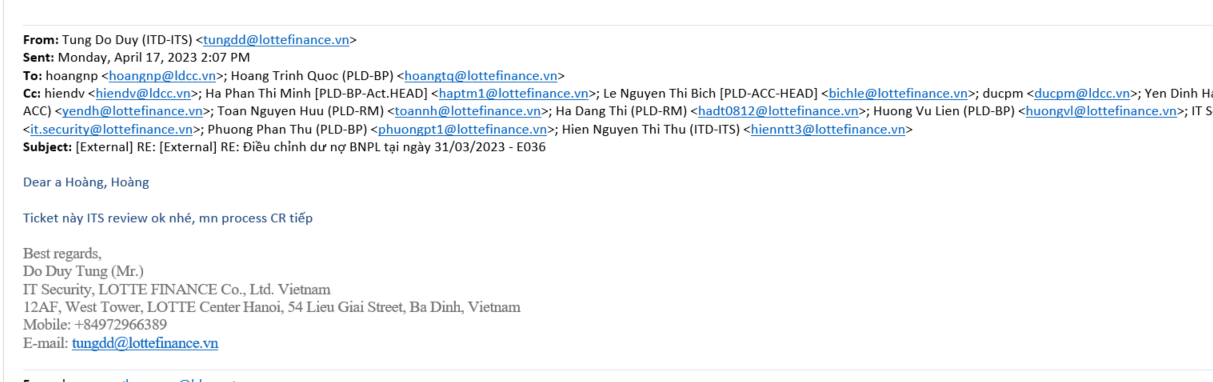 From: Tung Do Duy (ITD-ITS) <tungdd@lottefinance.vn>
Sent: Monday, April 17, 2023 2:07 PM
To: hoangnp <hoangnp@ldcc.vn>; Hoang Trinh Quoc (PLD-BP) <hoangtq@lottefinance.vn>
Cc: hiendv <hiendv@ldcc.vn>; Ha Phan Thi Minh [PLD-BP-Act.HEAD] <haptm1@lottefinance.vn>; Le Nguyen Thi Bich [PLD-ACC-HEAD] <bichle@lottefinance.vn>; ducpm <ducpm@ldcc.vn>; Yen Dinh Ha
ACC) <yendh@lottefinance.vn>; Toan Nguyen Huu (PLD-RM) <toannh@lottefinance.vn>; Ha Dang Thi (PLD-RM) <hadt0812@lottefinance.vn>; Huong Vu Lien (PLD-BP) <huongvl@lottefinance.vn>; IT S
<it.security@lottefinance.vn>; Phuong Phan Thu (PLD-BP) <phuongpt1@lottefinance.vn>; Hien Nguyen Thi Thu (ITD-ITS) <hienntt3@lottefinance.vn>
Subject: [External] RE: [External] RE: Điều chỉnh dư nợ BNPL tại ngày 31/03/2023 - E036
Dear a Hoàng, Hoàng
Ticket này ITS review ok nhé, mn process CR tiếp
Best regards,
Do Duy Tung (Mr.)
IT Security, LOTTE FINANCE Co., Ltd. Vietnam
12AF, West Tower, LOTTE Center Hanoi, 54 Lieu Giai Street, Ba Dinh, Vietnam
Mobile: +84972966389
E-mail: tungdd@lottefinance.vn